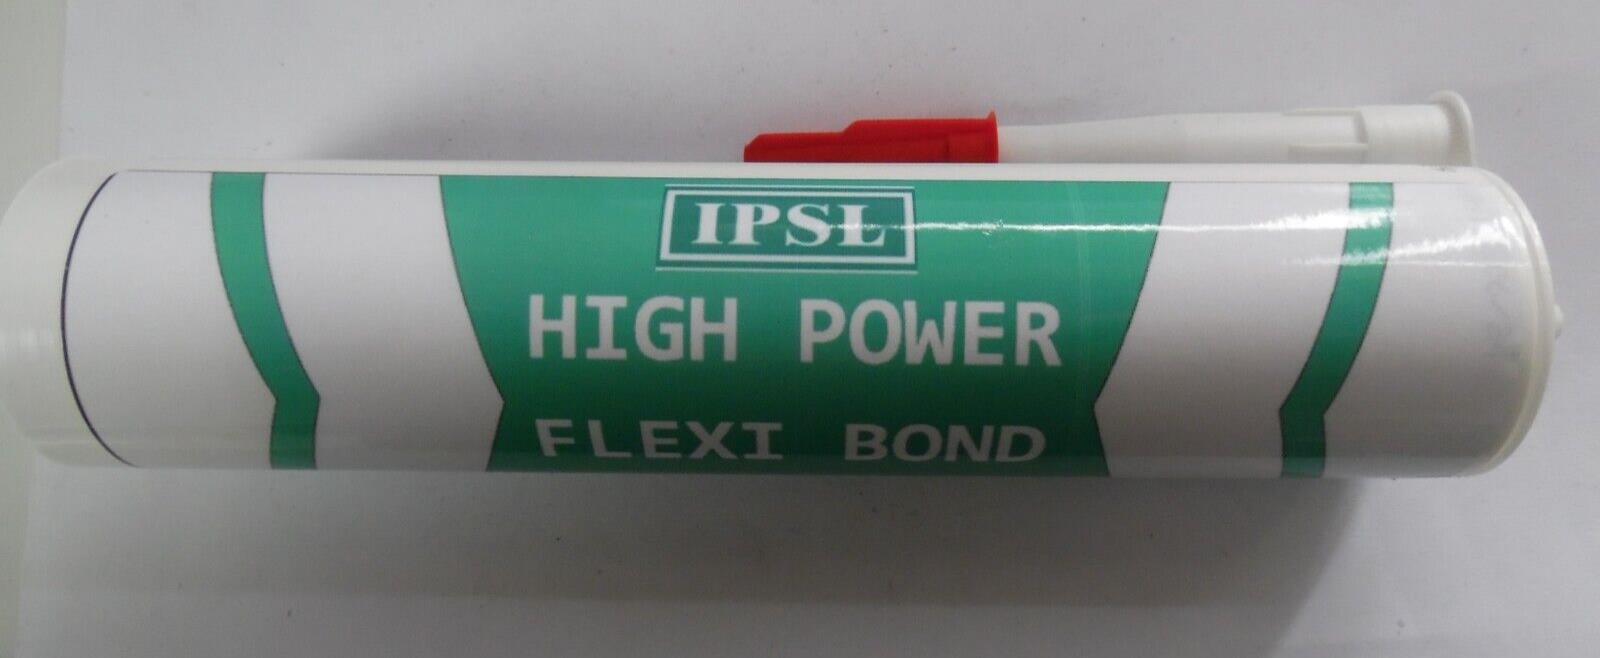 IPSL
HIGH POWER
FLEXI BOND